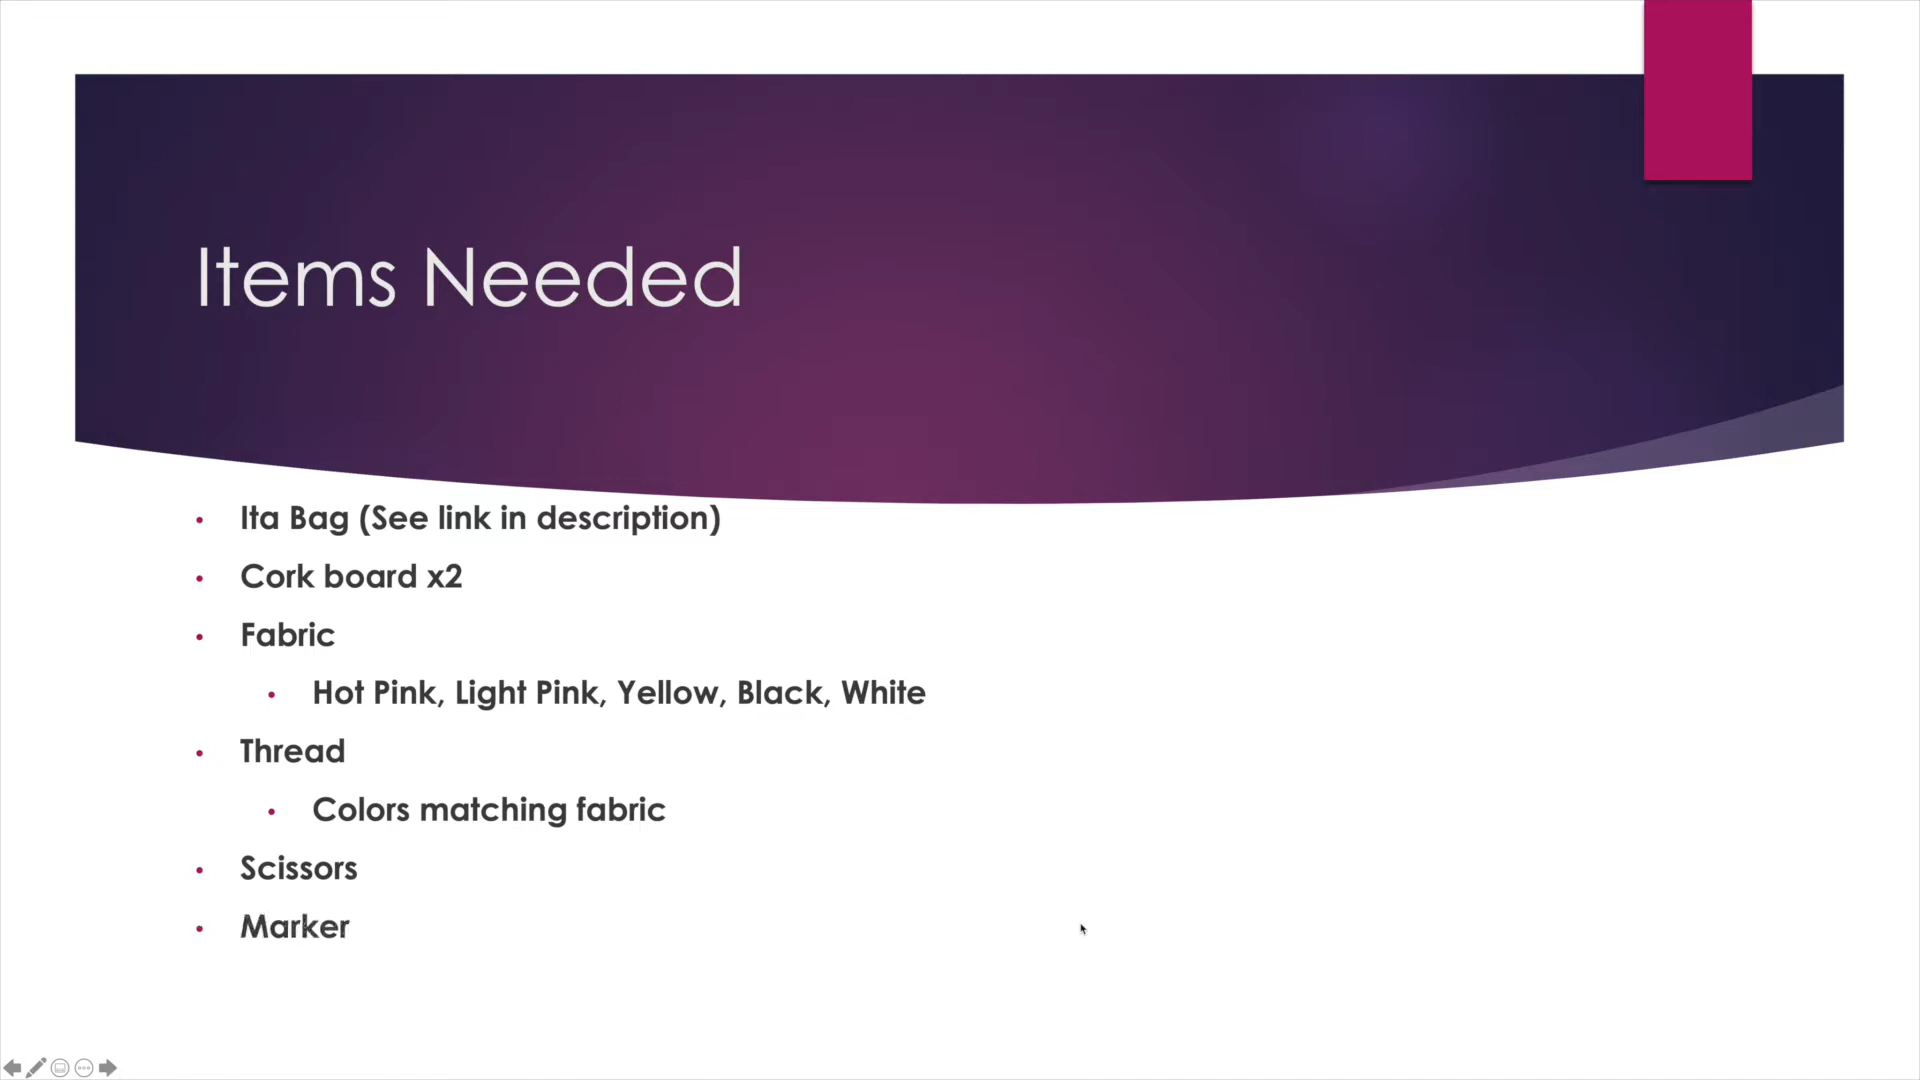 Items Needed
• Ita Bag (See link in description)
• Cork board x2
• Fabric
• Hot Pink, Light Pink, Yellow, Black, White
• Thread
• Colors matching fabric
• Scissors
• Marker